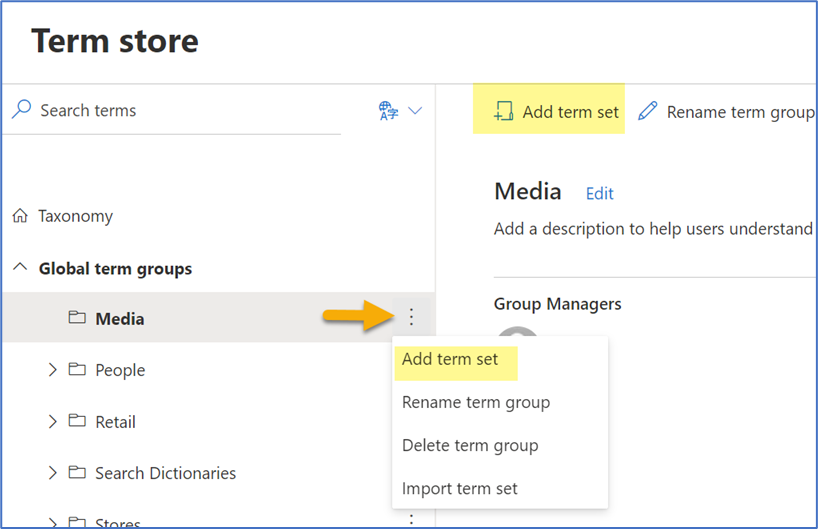 Term store
Search terms
Taxonomy
Global term groups
Media
People
Retail
Search Dictionaries
Stores
Add term set
Rename term group
Media Edit
Add a description to help users understand
Group Managers
Add term set
Rename term group
Delete term group
Import term set